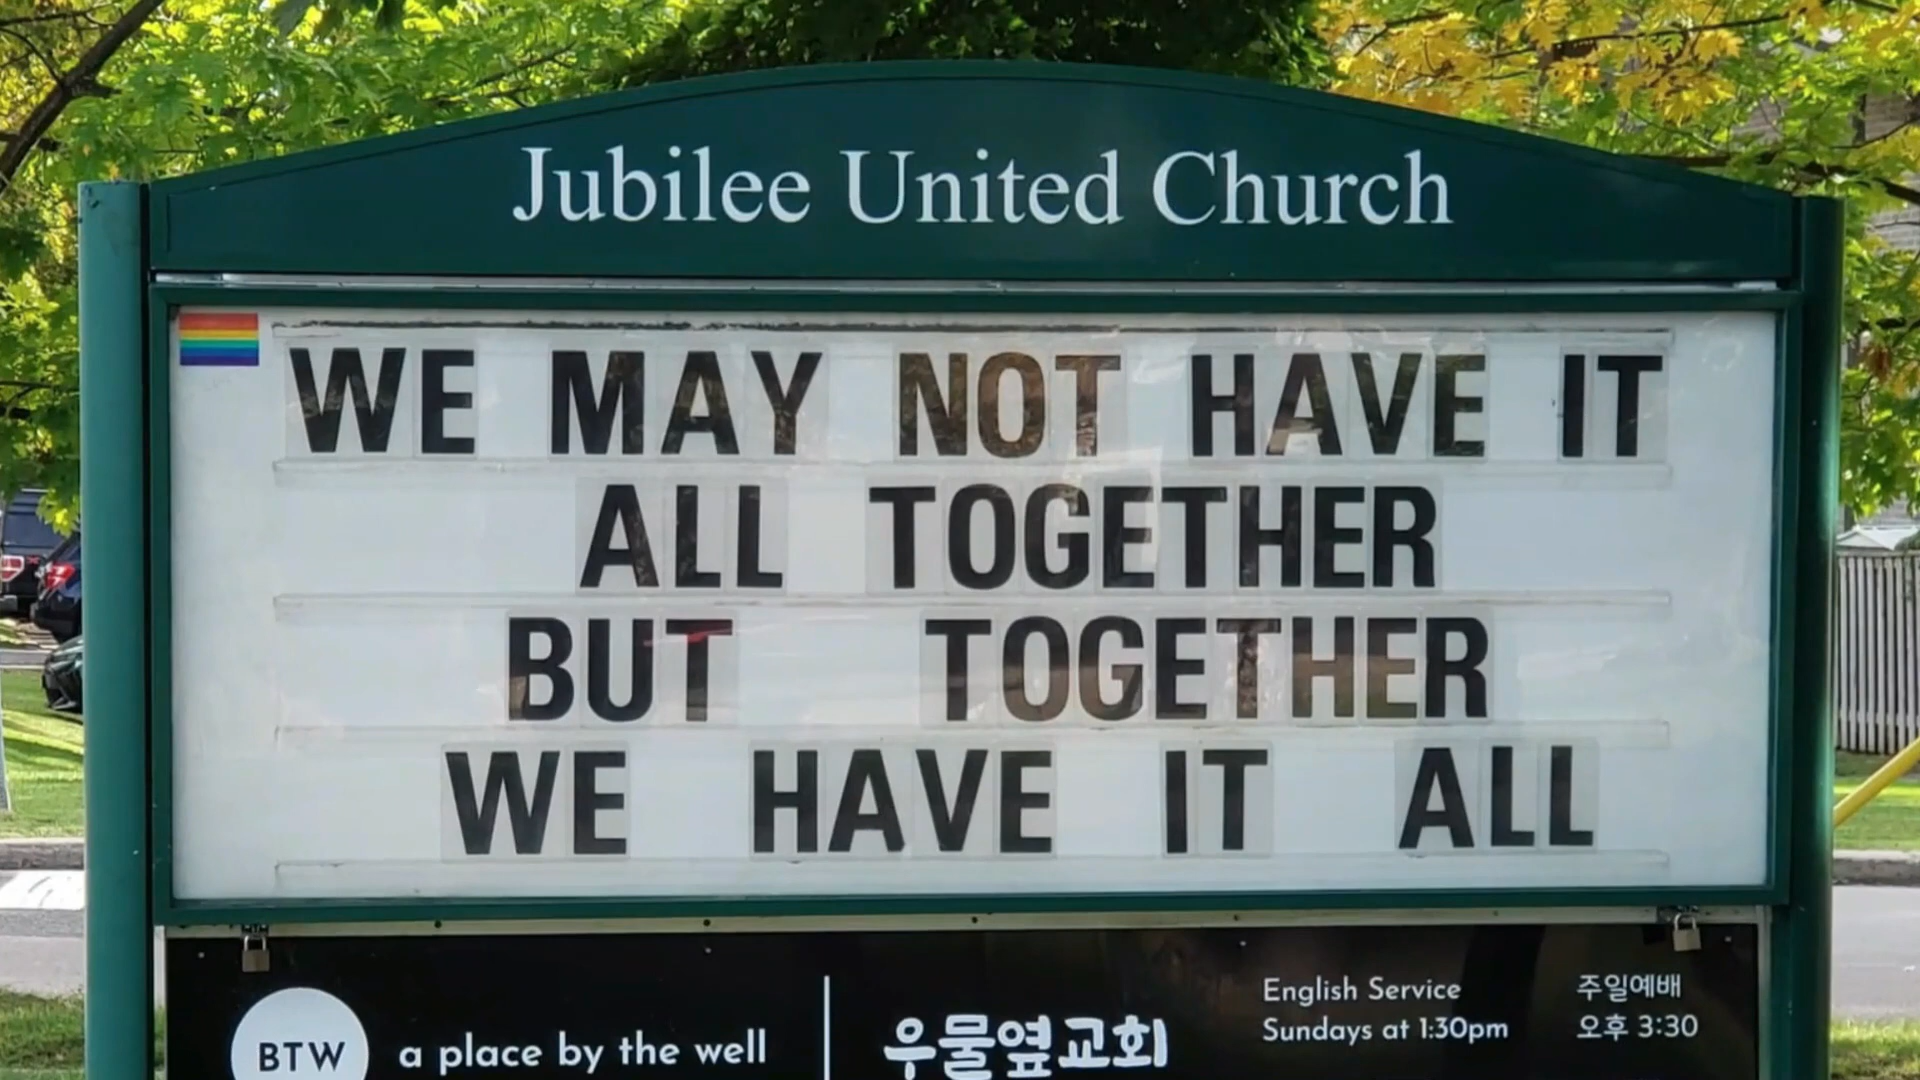 Jubilee United Church
WE MAY NOT HAVE IT
ALL TOGETHER
BUT TOGETHER
WE HAVE IT ALL
BTW
a place by the well
우물옆교회
English Service
Sundays at 1:30pm
주일예배
오후 3:30